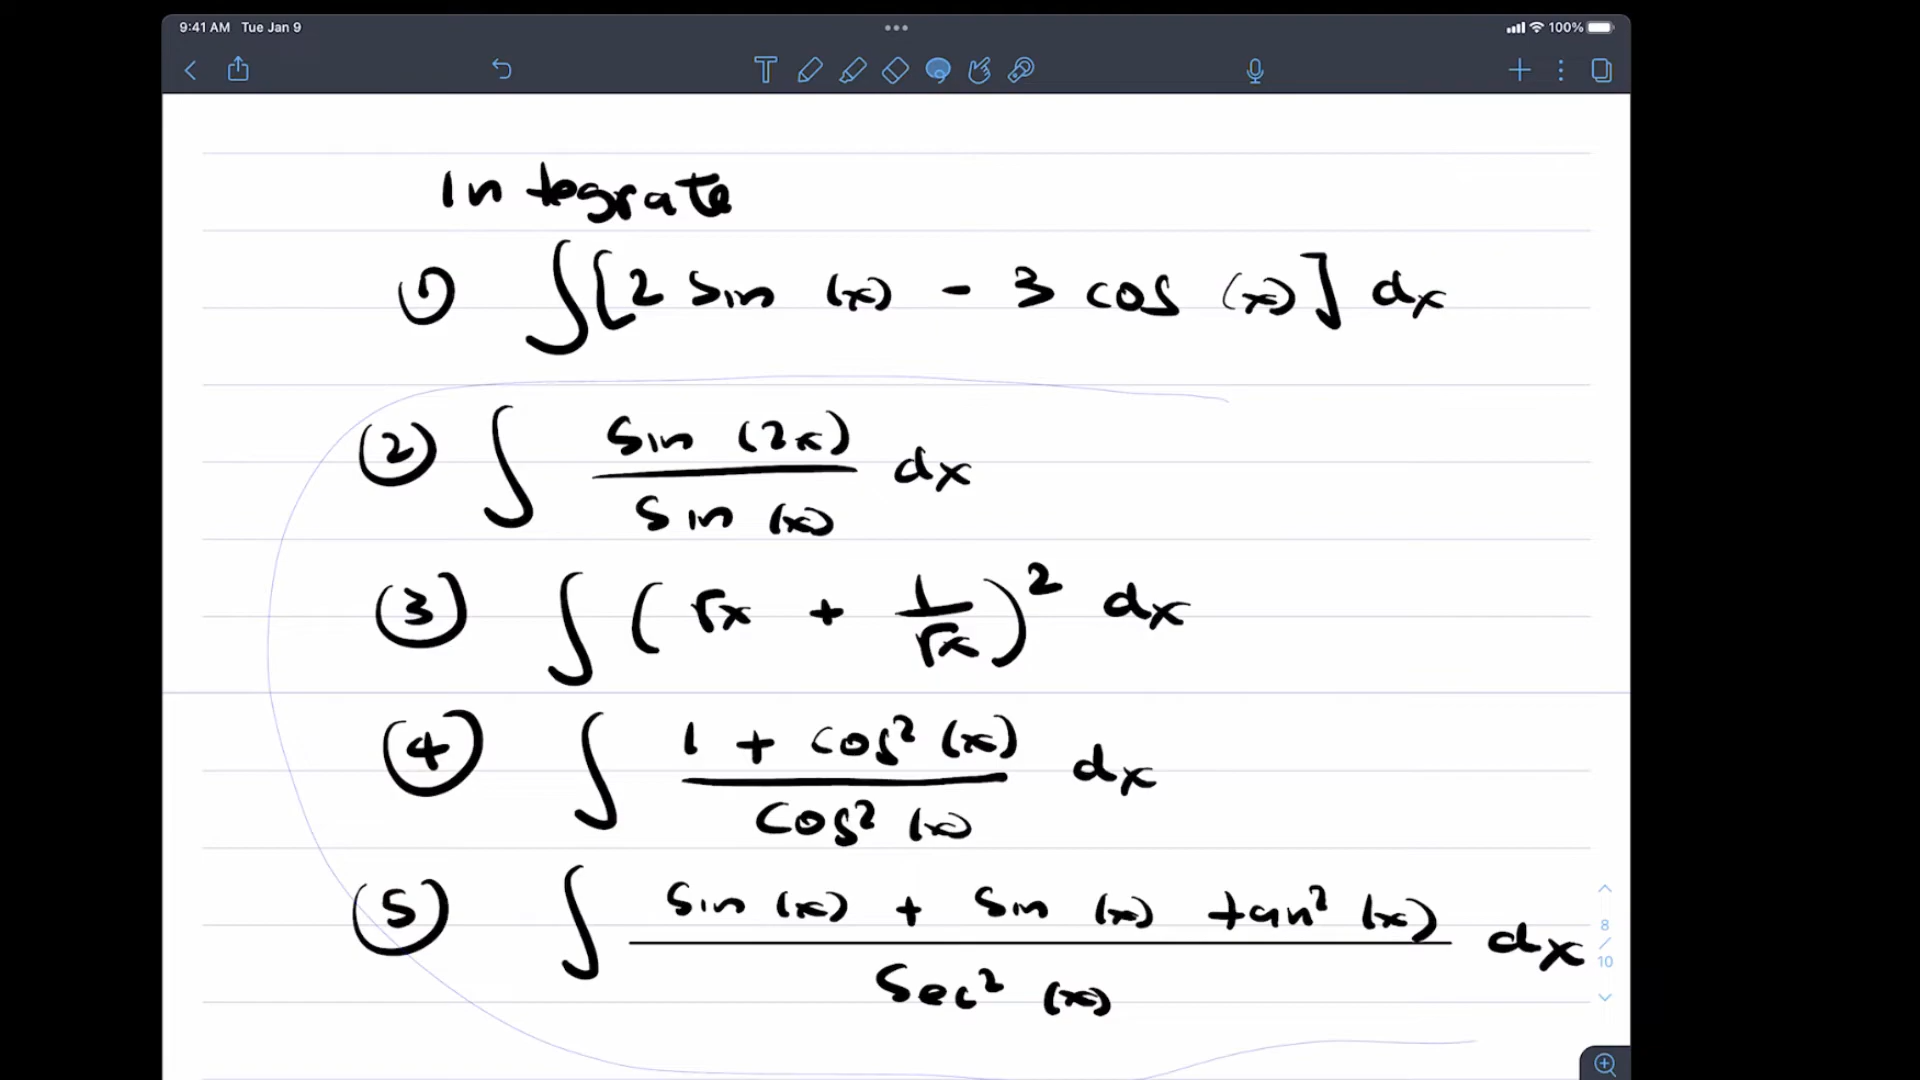 9:41 AM Tue Jan 9
100%
Integrate
① ∫[2 sin (x) - 3 cos (x)] dx
② ∫ sin (2x) / sin (x) dx
③ ∫ (√x + 1/√x)² dx
④ ∫ 1 + cos² (x) / cos² (x) dx
⑤ ∫ sin (x) + sin (x) tan² (x) / sec² (x) dx
8 / 10